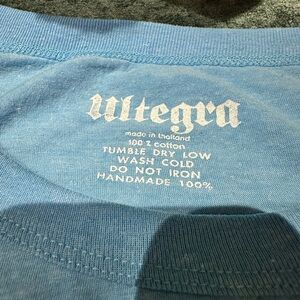 Ultegra
made in thailand
100 % cotton
TUMBLE DRY LOW
WASH COLD
DO NOT IRON
HANDMADE 100%